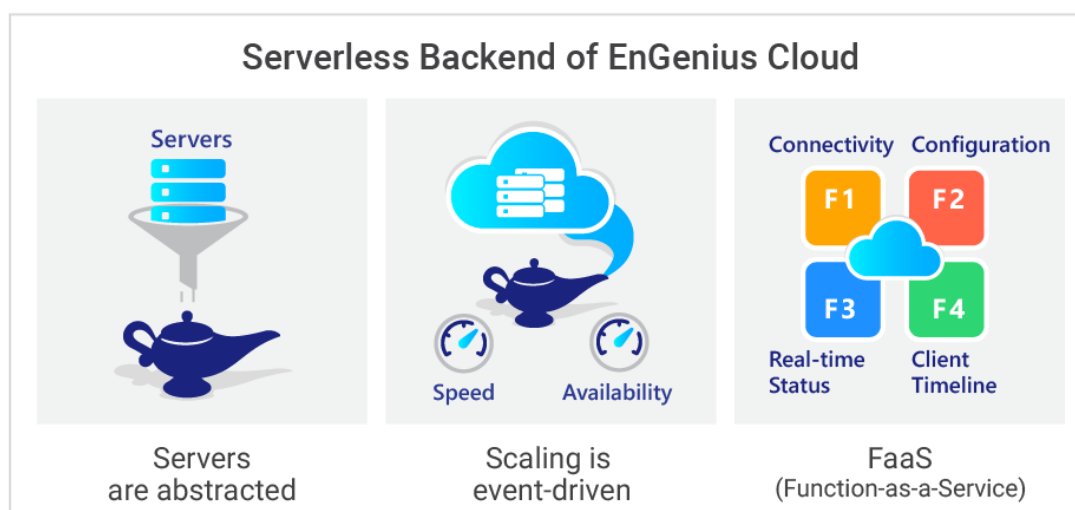 Serverless Backend of EnGenius Cloud
Servers
Servers
are abstracted
Speed
Availability
Scaling is
event-driven
Connectivity
Configuration
F1
F2
F3
F4
Real-time
Status
Client
Timeline
FaaS
(Function-as-a-Service)